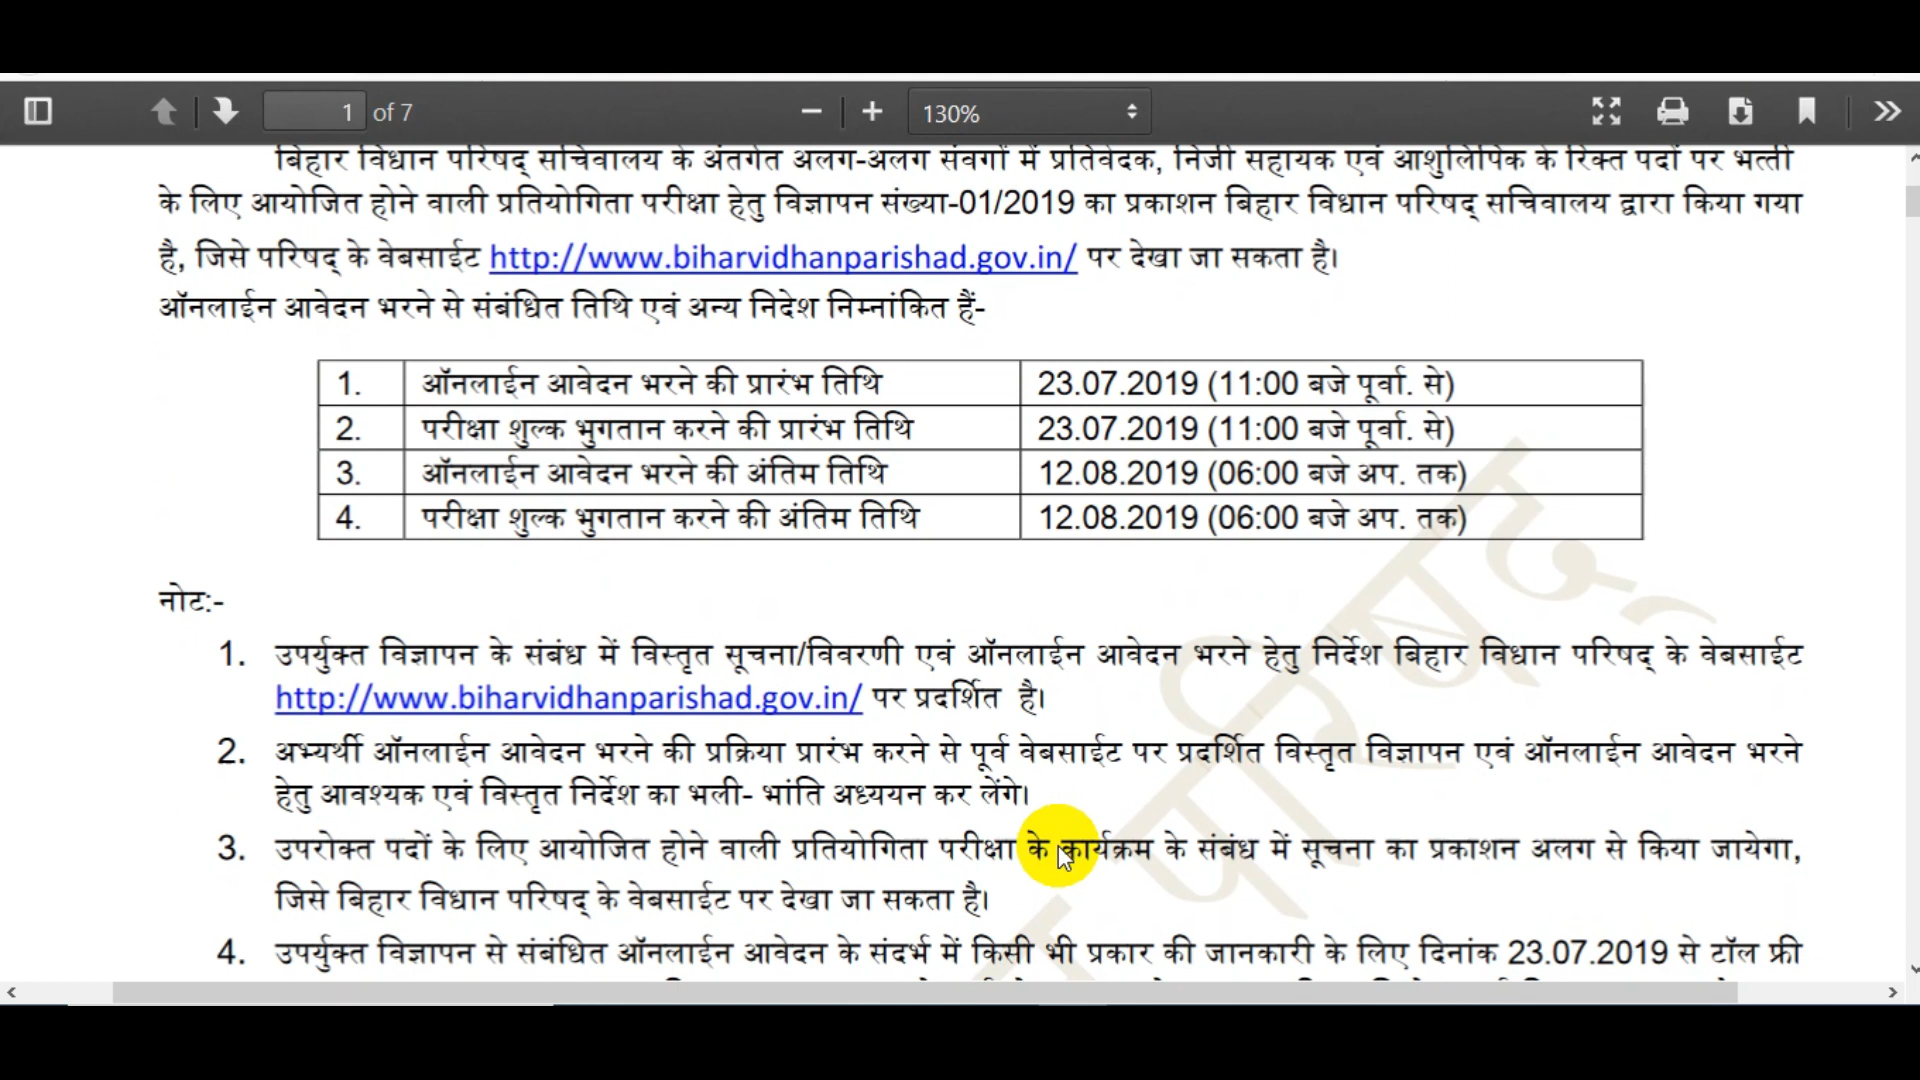 1 of 7
130%
बिहार विधान परिषद् सचिवालय के अंतर्गत अलग-अलग संवर्गों में प्रतिवेदक, निजी सहायक एवं आशुलिपिक के रिक्त पदों पर भर्त्ती
के लिए आयोजित होने वाली प्रतियोगिता परीक्षा हेतु विज्ञापन संख्या-01/2019 का प्रकाशन बिहार विधान परिषद् सचिवालय द्वारा किया गया
है, जिसे परिषद् के वेबसाईट http://www.biharvidhanparishad.gov.in/ पर देखा जा सकता है।
ऑनलाईन आवेदन भरने से संबंधित तिथि एवं अन्य निदेश निम्नांकित हैं-
1. ऑनलाईन आवेदन भरने की प्रारंभ तिथि 23.07.2019 (11:00 बजे पूर्वा. से)
2. परीक्षा शुल्क भुगतान करने की प्रारंभ तिथि 23.07.2019 (11:00 बजे पूर्वा. से)
3. ऑनलाईन आवेदन भरने की अंतिम तिथि 12.08.2019 (06:00 बजे अप. तक)
4. परीक्षा शुल्क भुगतान करने की अंतिम तिथि 12.08.2019 (06:00 बजे अप. तक)
नोट:-
1. उपर्युक्त विज्ञापन के संबंध में विस्तृत सूचना/विवरणी एवं ऑनलाईन आवेदन भरने हेतु निर्देश बिहार विधान परिषद् के वेबसाईट
http://www.biharvidhanparishad.gov.in/ पर प्रदर्शित है।
2. अभ्यर्थी ऑनलाईन आवेदन भरने की प्रक्रिया प्रारंभ करने से पूर्व वेबसाईट पर प्रदर्शित विस्तृत विज्ञापन एवं ऑनलाईन आवेदन भरने
हेतु आवश्यक एवं विस्तृत निर्देश का भली- भांति अध्ययन कर लेंगे।
3. उपरोक्त पदों के लिए आयोजित होने वाली प्रतियोगिता परीक्षा के कार्यक्रम के संबंध में सूचना का प्रकाशन अलग से किया जायेगा,
जिसे बिहार विधान परिषद् के वेबसाईट पर देखा जा सकता है।
4. उपर्युक्त विज्ञापन से संबंधित ऑनलाईन आवेदन के संदर्भ में किसी भी प्रकार की जानकारी के लिए दिनांक 23.07.2019 से टॉल फ्री
परिषद्